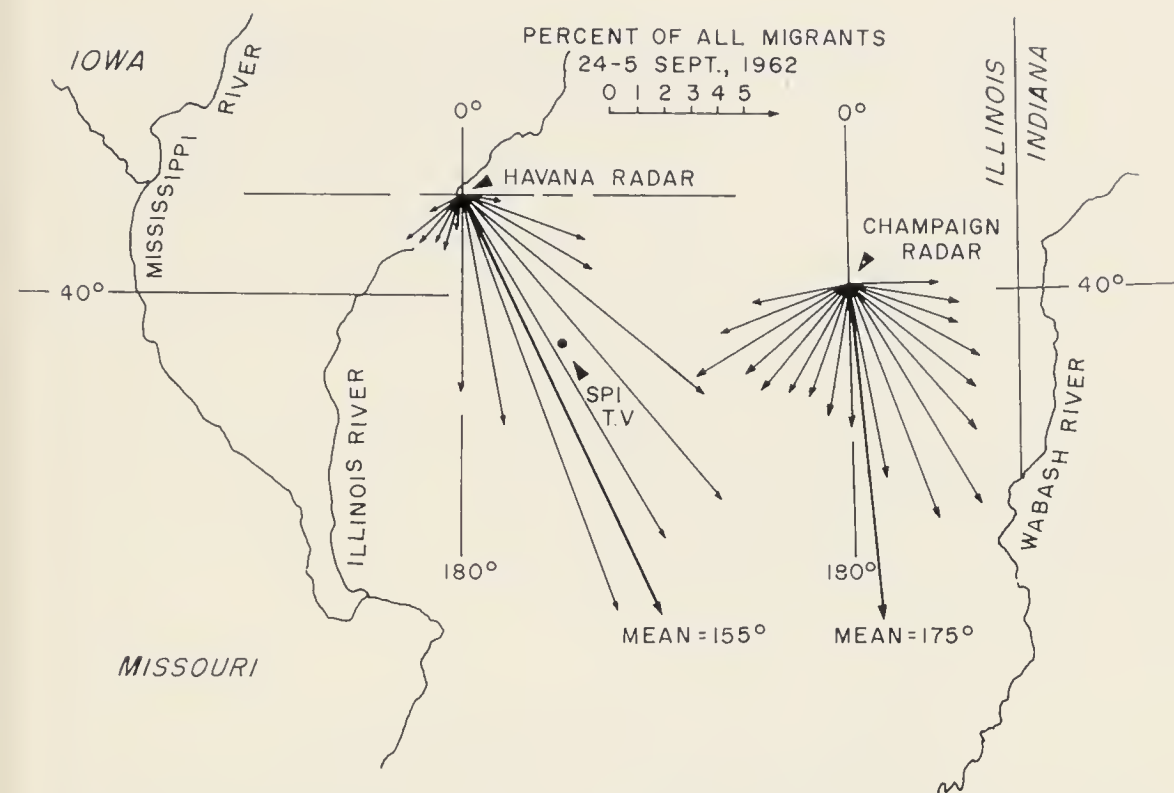 PERCENT OF ALL MIGRANTS
24-5 SEPT., 1962
0 1 2 3 4 5
IOWA
MISSISSIPPI RIVER
0°
0°
ILLINOIS
INDIANA
HAVANA RADAR
CHAMPAIGN
RADAR
40°
40°
SPI
T.V
ILLINOIS RIVER
WABASH RIVER
180°
180°
MEAN=155°
MEAN=175°
MISSOURI